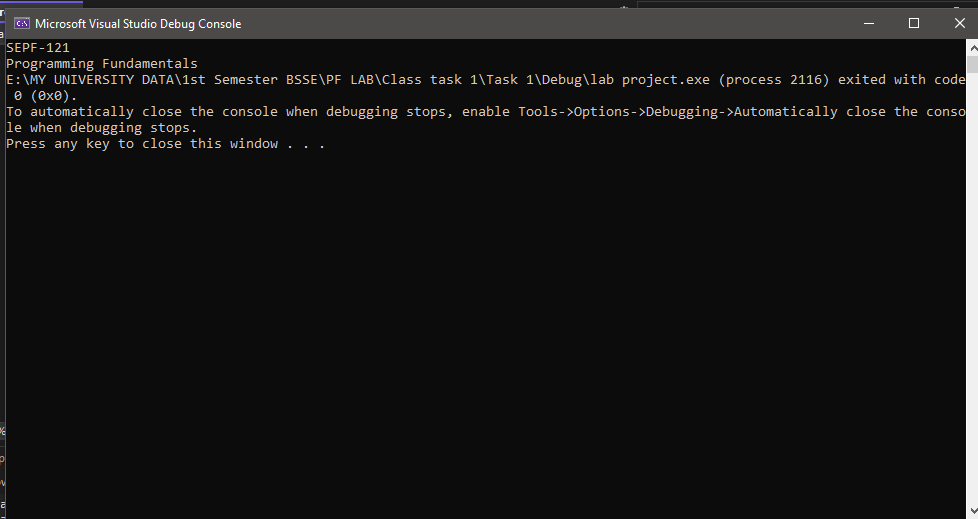 Microsoft Visual Studio Debug Console
SEPF-121
Programming Fundamentals
E:\MY UNIVERSITY DATA\1st Semester BSSE\PF LAB\Class task 1\Task 1\Debug\lab project.exe (process 2116) exited with code
 0 (0x0).
To automatically close the console when debugging stops, enable Tools->Options->Debugging->Automatically close the conso
le when debugging stops.
Press any key to close this window . . .